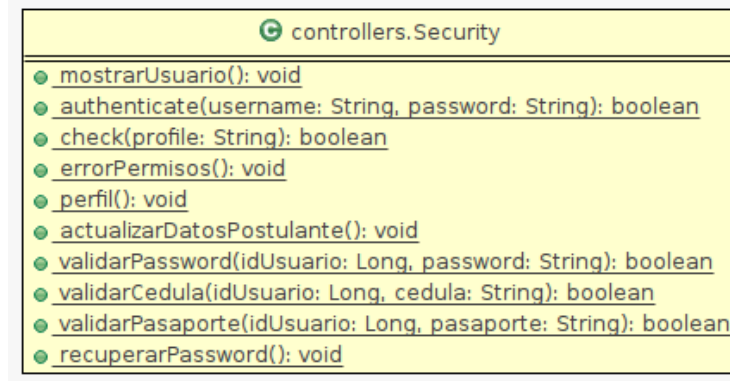 C controllers.Security
mostrarUsuario(): void
authenticate(username: String, password: String): boolean
check(profile: String): boolean
errorPermisos(): void
perfil(): void
actualizarDatosPostulante(): void
validarPassword(idUsuario: Long, password: String): boolean
validarCedula(idUsuario: Long, cedula: String): boolean
validarPasaporte(idUsuario: Long, pasaporte: String): boolean
recuperarPassword(): void